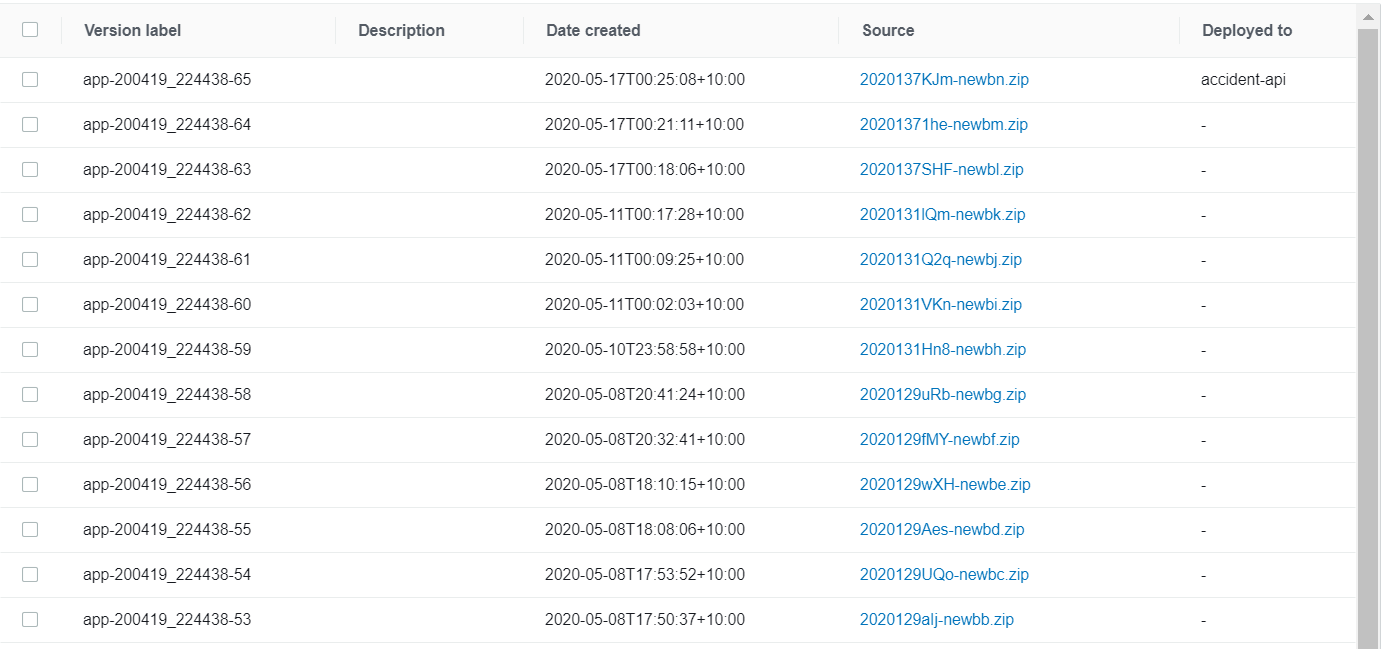 Version label Description Date created Source Deployed to
app-200419_224438-65 2020-05-17T00:25:08+10:00 2020137KJm-newbn.zip accident-api
app-200419_224438-64 2020-05-17T00:21:11+10:00 20201371he-newbm.zip -
app-200419_224438-63 2020-05-17T00:18:06+10:00 2020137SHF-newbl.zip -
app-200419_224438-62 2020-05-11T00:17:28+10:00 2020131lQm-newbk.zip -
app-200419_224438-61 2020-05-11T00:09:25+10:00 2020131Q2q-newbj.zip -
app-200419_224438-60 2020-05-11T00:02:03+10:00 2020131VKn-newbi.zip -
app-200419_224438-59 2020-05-10T23:58:58+10:00 2020131Hn8-newbh.zip -
app-200419_224438-58 2020-05-08T20:41:24+10:00 2020129uRb-newbg.zip -
app-200419_224438-57 2020-05-08T20:32:41+10:00 2020129fMY-newbf.zip -
app-200419_224438-56 2020-05-08T18:10:15+10:00 2020129wXH-newbe.zip -
app-200419_224438-55 2020-05-08T18:08:06+10:00 2020129Aes-newbd.zip -
app-200419_224438-54 2020-05-08T17:53:52+10:00 2020129UQo-newbc.zip -
app-200419_224438-53 2020-05-08T17:50:37+10:00 2020129alj-newbb.zip -